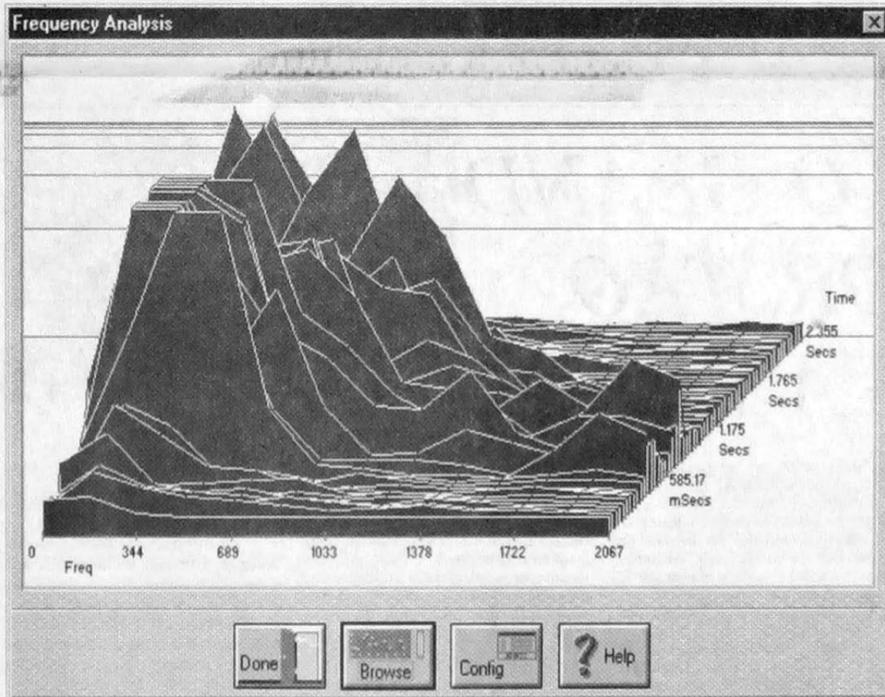 Frequency Analysis
Time
2.355
Secs
1.765
Secs
1.175
Secs
585.17
mSecs
0 344 689 1033 1378 1722 2067
Freq
Done
Browse
Config
? Help